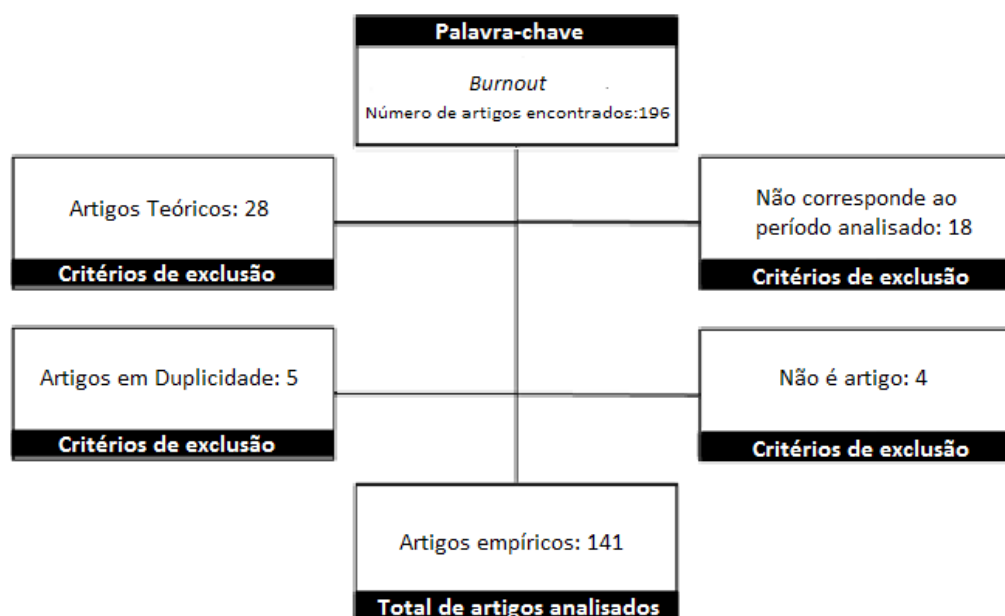 Palavra-chave
Burnout
Número de artigos encontrados:196
Artigos Teóricos: 28
Critérios de exclusão
Não corresponde ao
período analisado: 18
Critérios de exclusão
Artigos em Duplicidade: 5
Critérios de exclusão
Não é artigo: 4
Critérios de exclusão
Artigos empíricos: 141
Total de artigos analisados